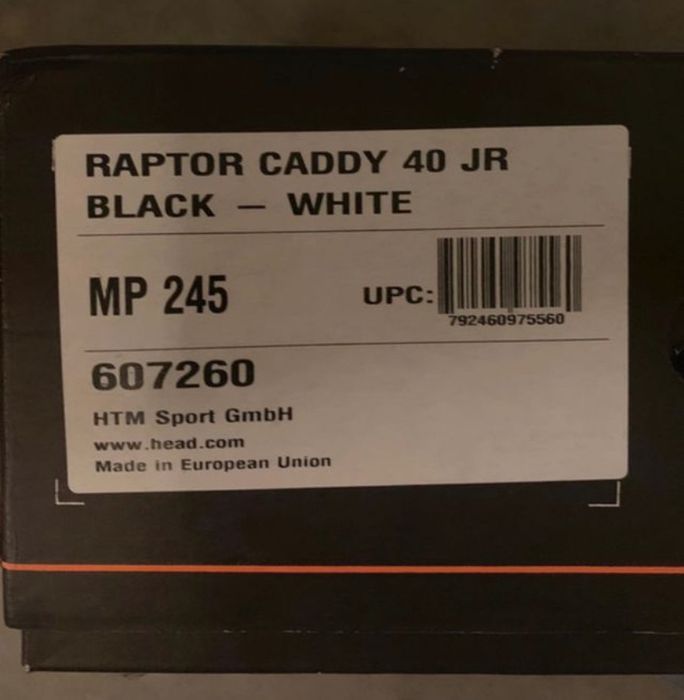 RAPTOR CADDY 40 JR
BLACK — WHITE
MP 245
UPC:
792460975560
607260
HTM Sport GmbH
www.head.com
Made in European Union